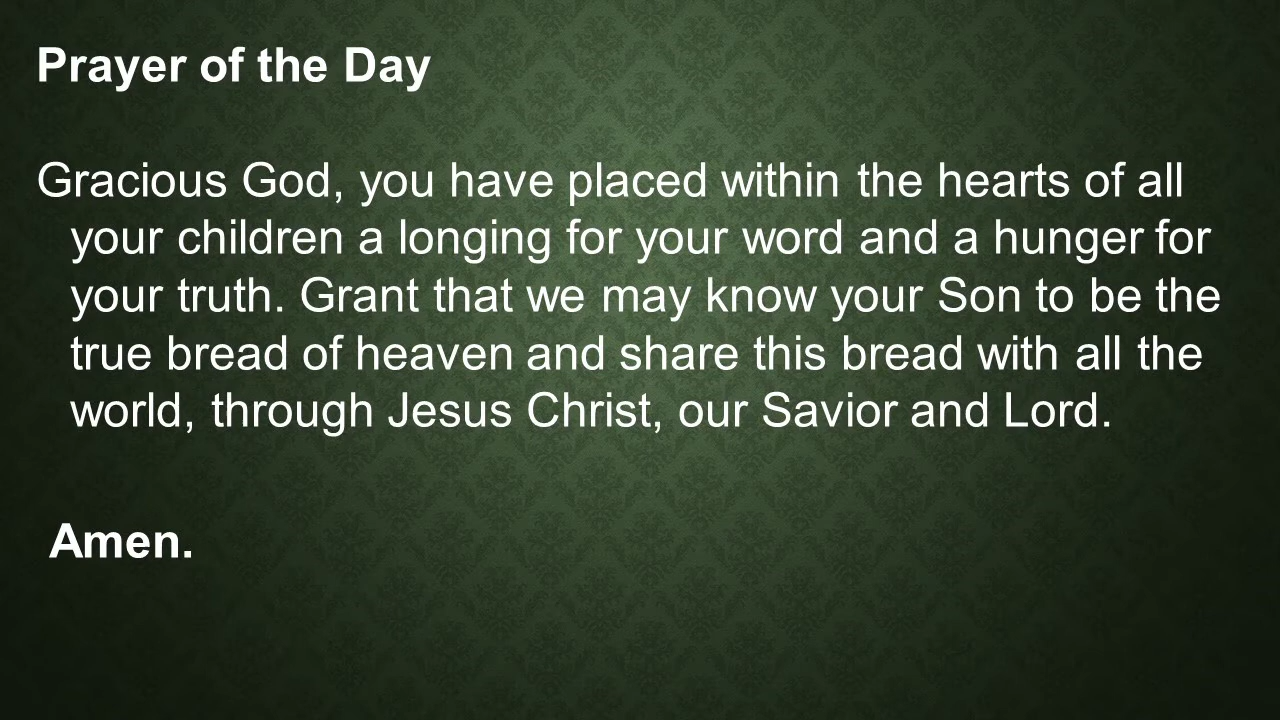 Prayer of the Day
Gracious God, you have placed within the hearts of all
your children a longing for your word and a hunger for
your truth. Grant that we may know your Son to be the
true bread of heaven and share this bread with all the
world, through Jesus Christ, our Savior and Lord.
Amen.